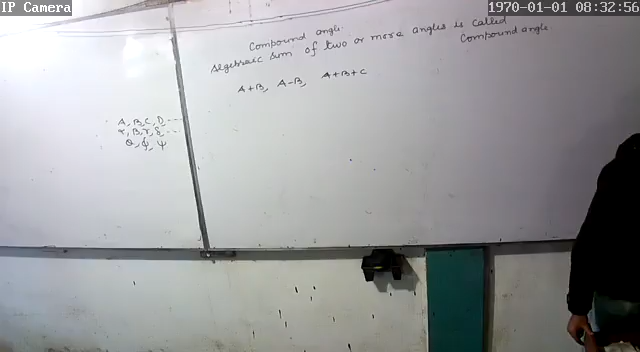 IP Camera
1970-01-01 08:32:56
Compound angle.
Algebraic sum of two or more angles is called
Compound angle
A+B, A-B, A+B+C
A, B, C, D, ---
α, β, γ, δ, ---
θ, ϕ, ψ